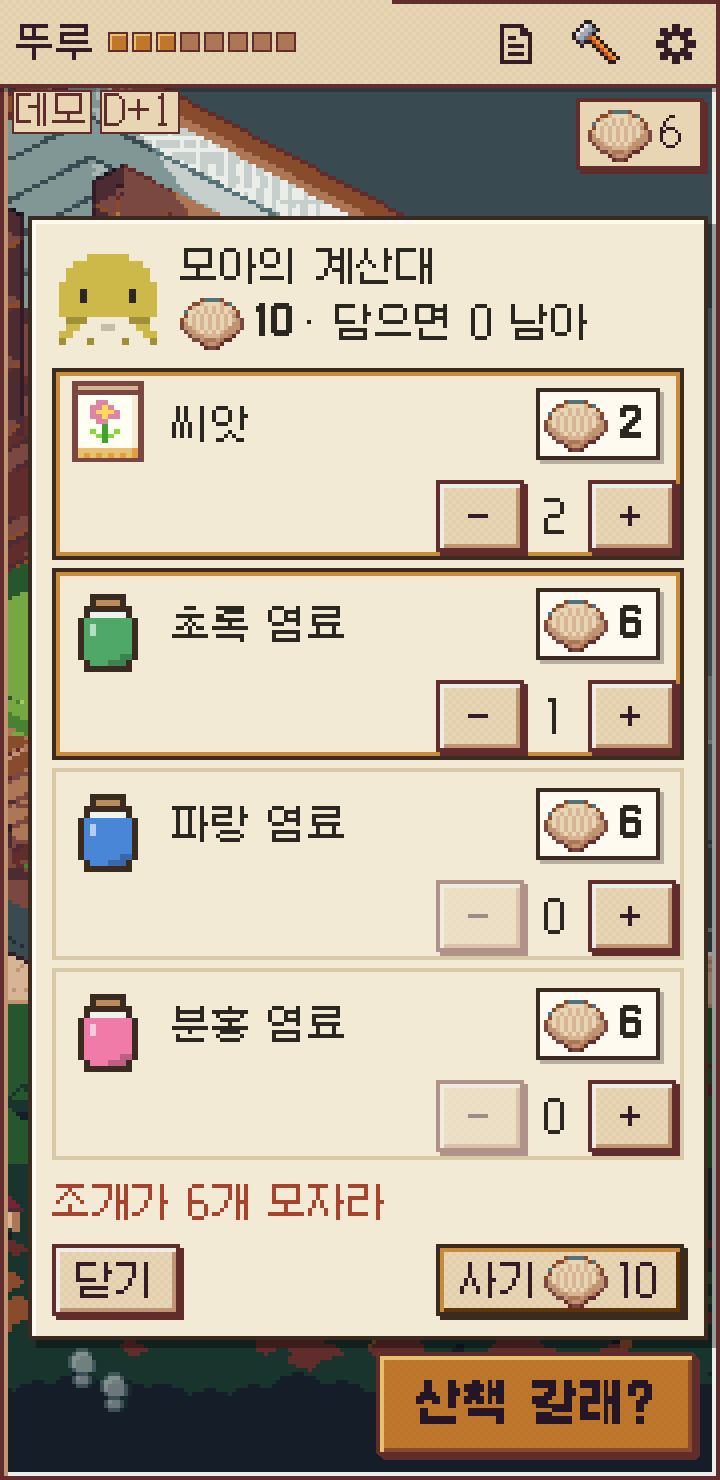 뚜루
데모 D+1
6
모아의 계산대
10 · 담으면 0 남아
씨앗 2
- 2 +
초록 염료 6
- 1 +
파랑 염료 6
- 0 +
분홍 염료 6
- 0 +
조개가 6개 모자라
닫기 사기 10
산책 갈래?